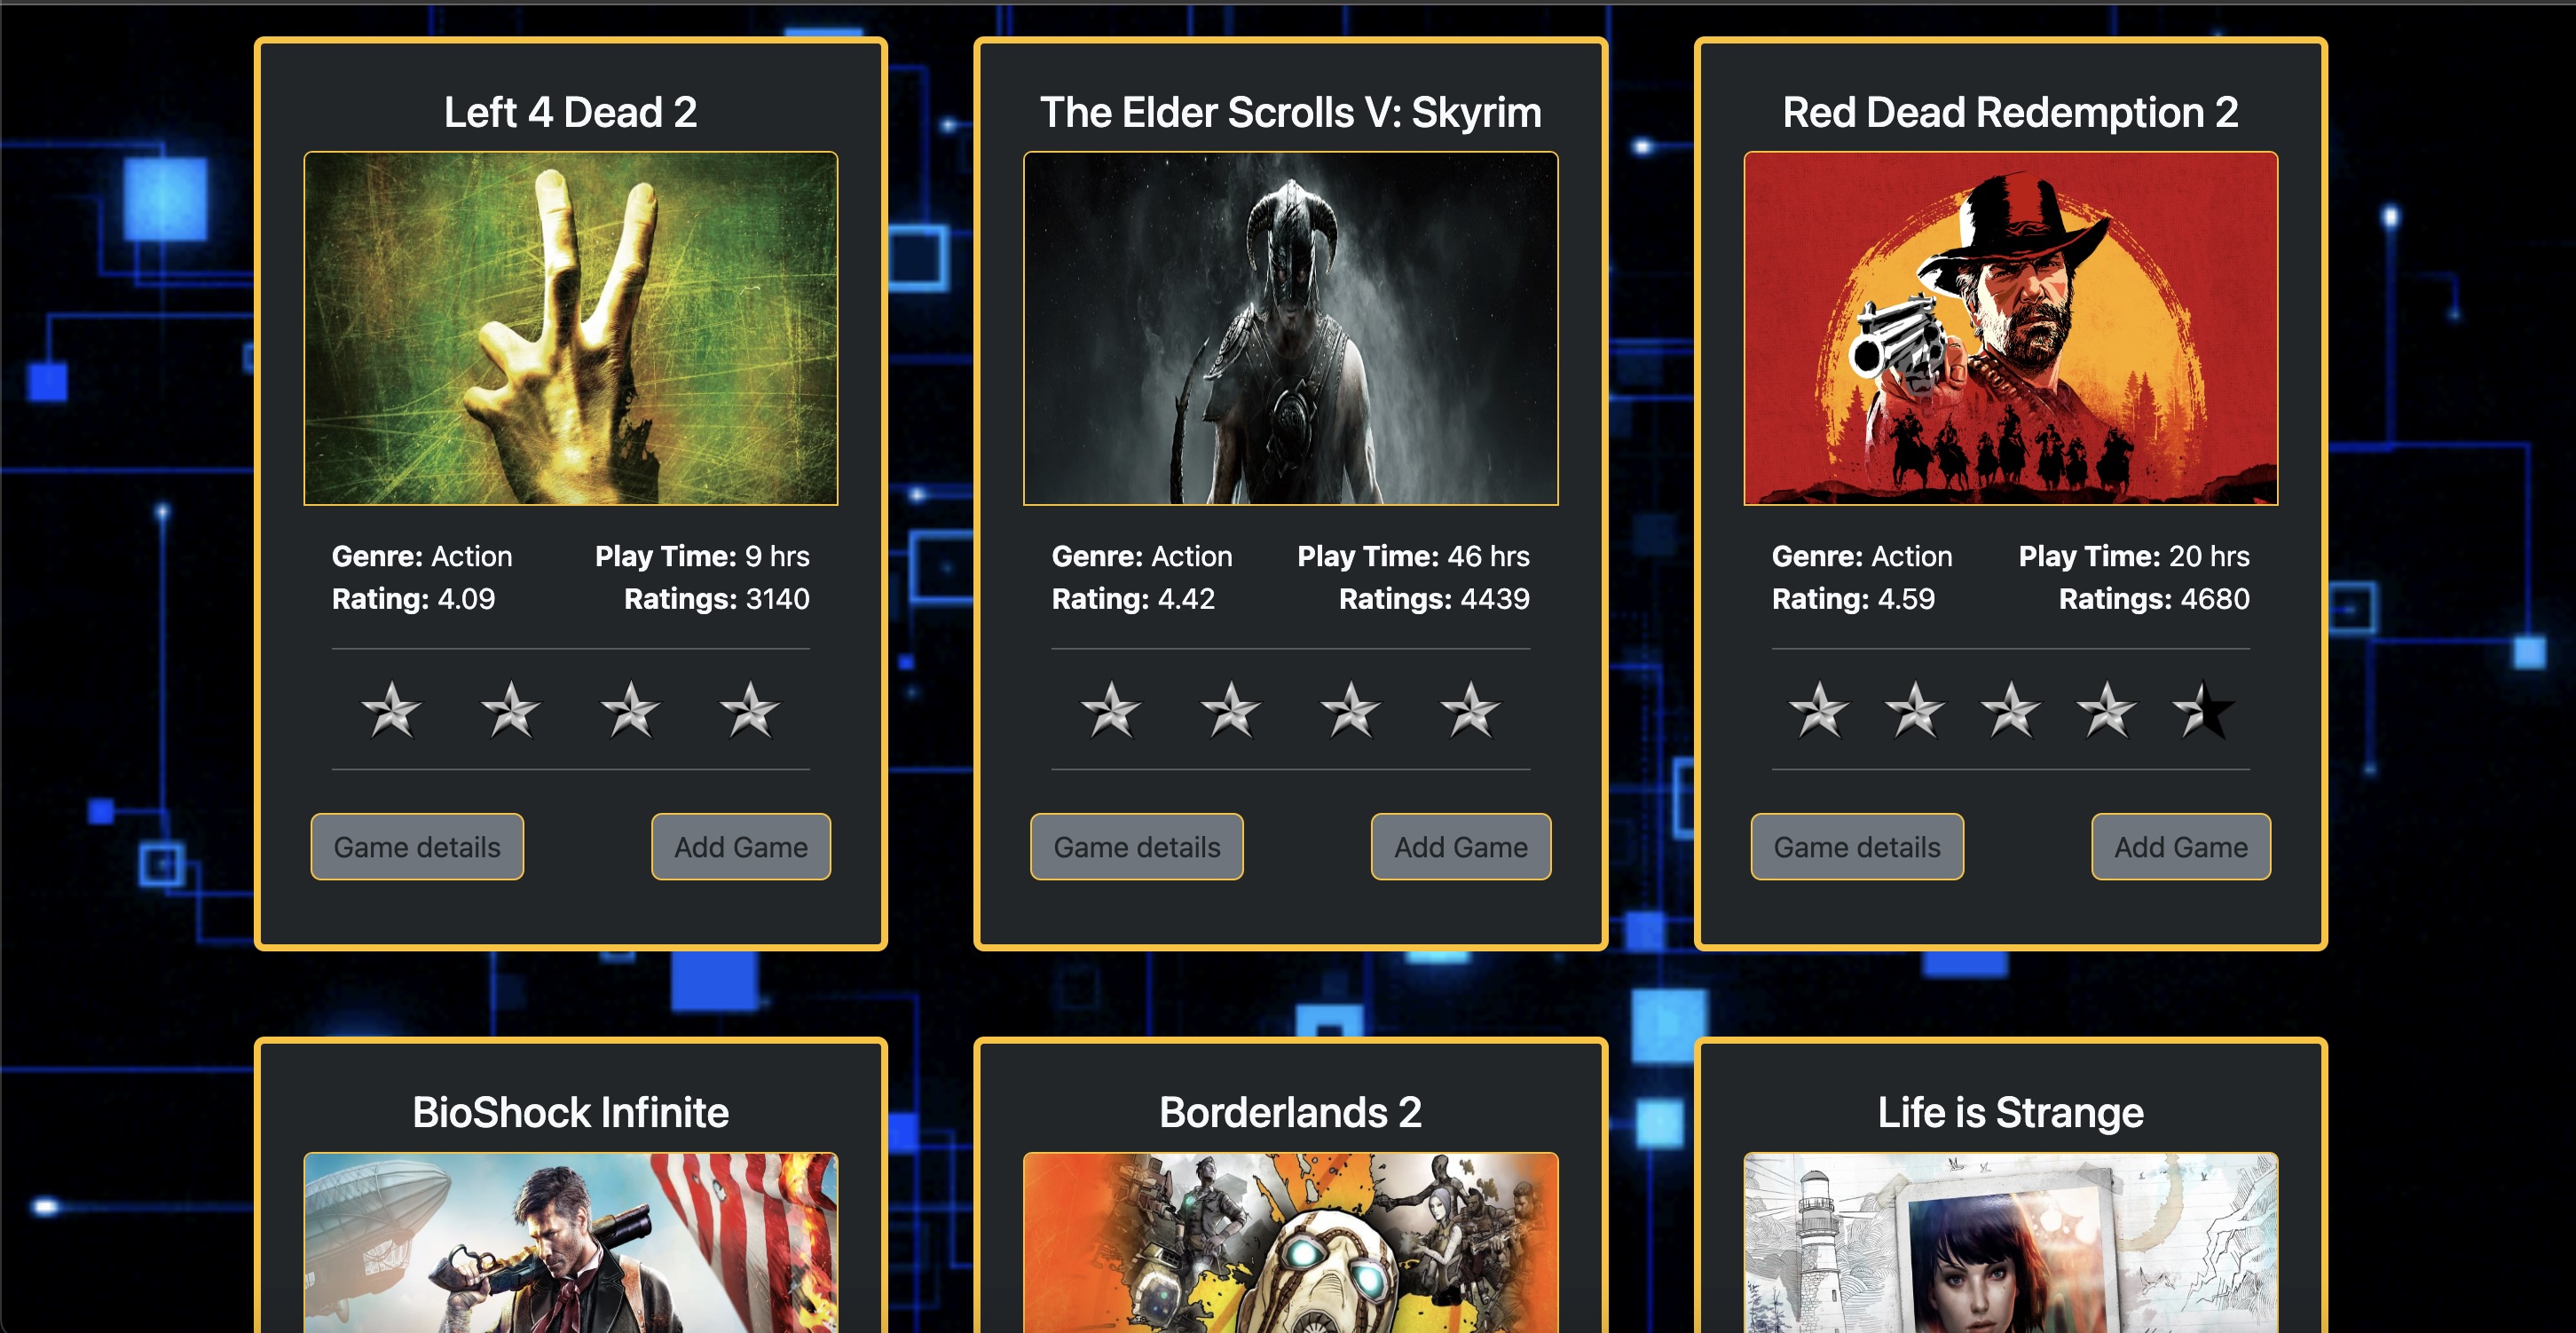 Left 4 Dead 2
Genre: Action Play Time: 9 hrs
Rating: 4.09 Ratings: 3140
Game details Add Game
The Elder Scrolls V: Skyrim
Genre: Action Play Time: 46 hrs
Rating: 4.42 Ratings: 4439
Game details Add Game
Red Dead Redemption 2
Genre: Action Play Time: 20 hrs
Rating: 4.59 Ratings: 4680
Game details Add Game
BioShock Infinite
Borderlands 2
Life is Strange